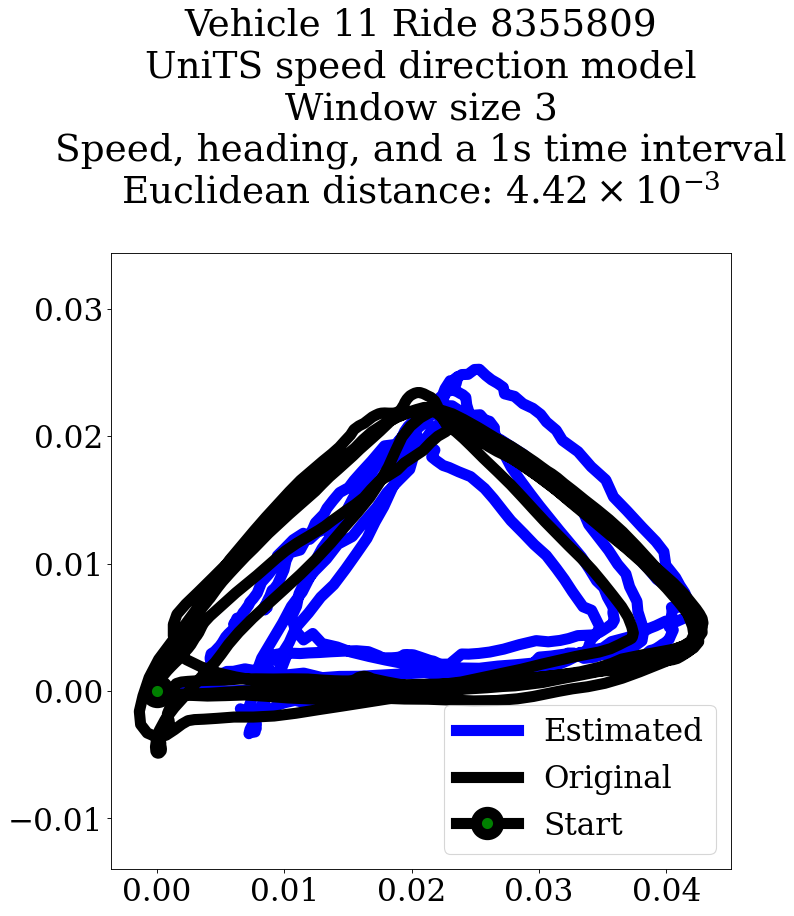 Vehicle 11 Ride 8355809
UniTS speed direction model
Window size 3
Speed, heading, and a 1s time interval
Euclidean distance: 4.42 × 10⁻³
0.03
0.02
0.01
0.00
−0.01
Estimated
Original
Start
0.00 0.01 0.02 0.03 0.04